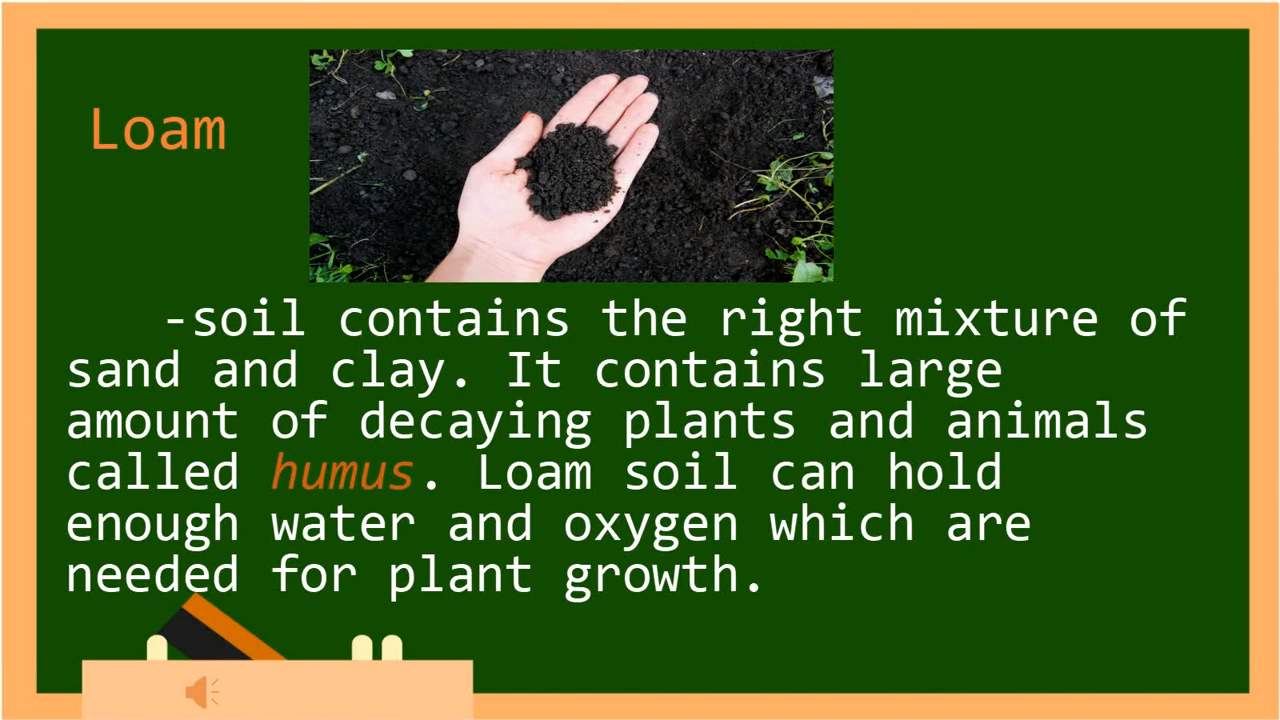 Loam
-soil contains the right mixture of
sand and clay. It contains large
amount of decaying plants and animals
called humus. Loam soil can hold
enough water and oxygen which are
needed for plant growth.